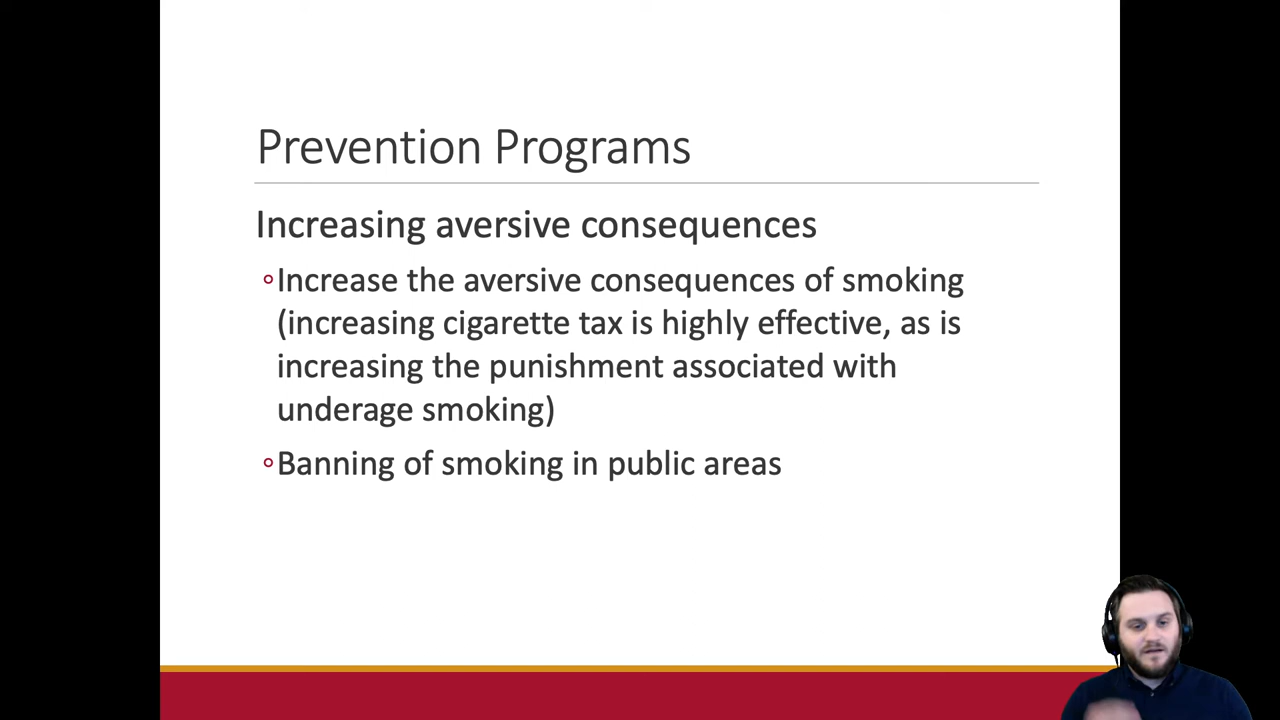 Prevention Programs
Increasing aversive consequences
◦Increase the aversive consequences of smoking
(increasing cigarette tax is highly effective, as is
increasing the punishment associated with
underage smoking)
◦Banning of smoking in public areas